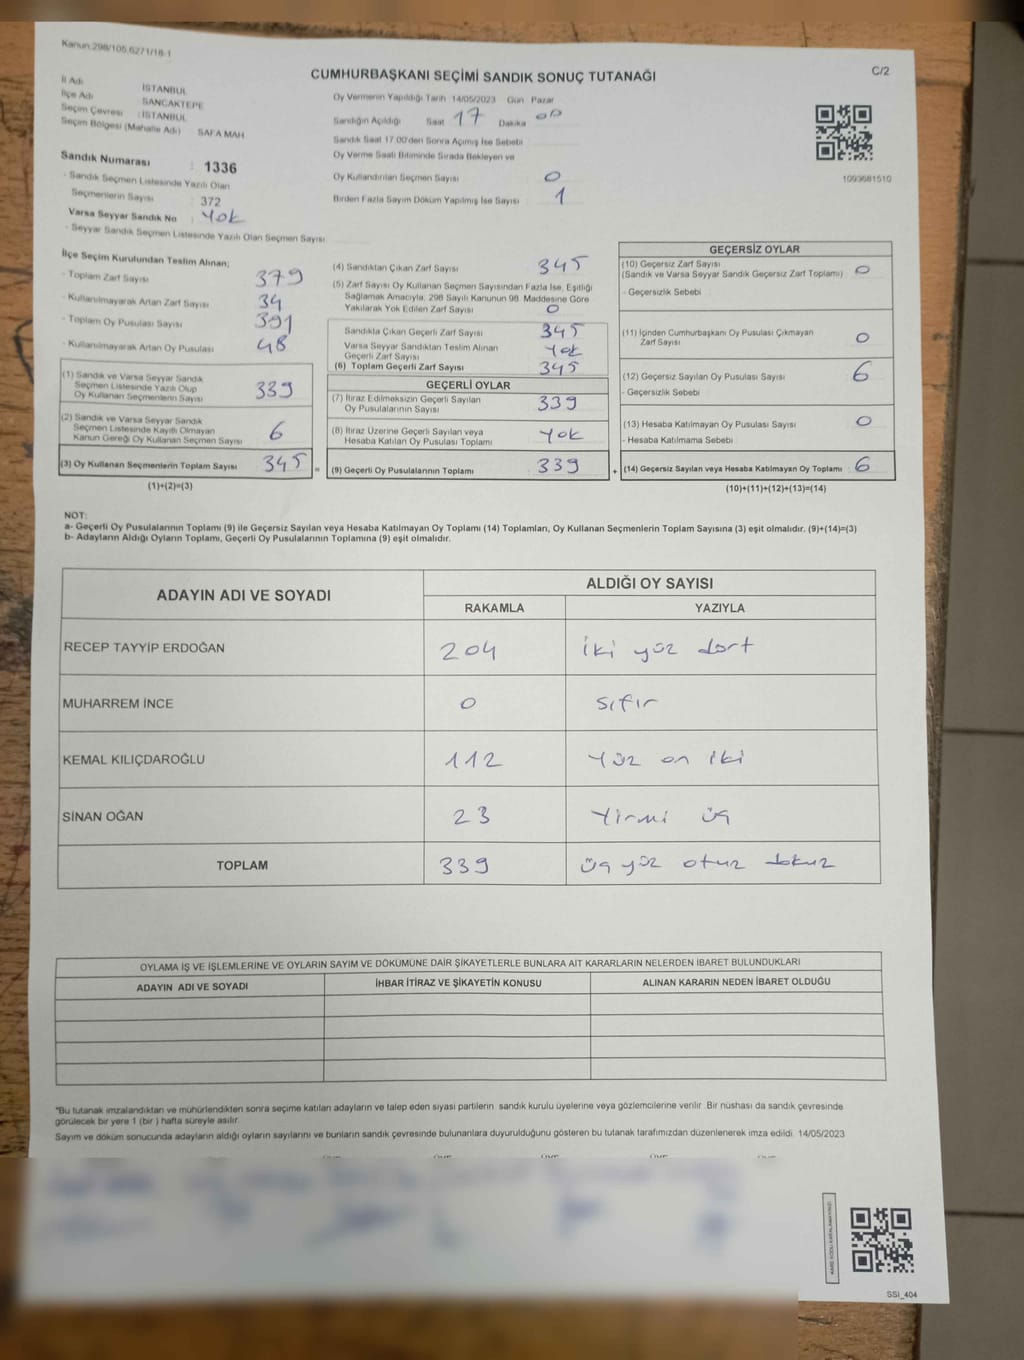 Kanun 298/105,6271/18-1
CUMHURBAŞKANI SEÇİMİ SANDIK SONUÇ TUTANAĞI
C/2
İl Adı İSTANBUL
İlçe Adı SANCAKTEPE
Seçim Çevresi : İSTANBUL
Seçim Bölgesi (Mahalle Adı) SAFA MAH
Sandık Numarası : 1336
- Sandık Seçmen Listesinde Yazılı Olan
Seçmenlerin Sayısı : 372
Varsa Seyyar Sandık No : Yok
- Seyyar Sandık Seçmen Listesinde Yazılı Olan Seçmen Sayısı
Oy Vermenin Yapıldığı Tarih 14/05/2023 Gün Pazar
Sandığın Açıldığı Saat 17 Dakika 00
Sandık Saat 17.00'den Sonra Açımış İse Sebebi
Oy Verme Saati Bitiminde Sırada Bekleyen ve
Oy Kullandırılan Seçmen Sayısı 0
Birden Fazla Sayım Döküm Yapılmış İse Sayısı 1
1093681510
İlçe Seçim Kurulundan Teslim Alınan;
- Toplam Zarf Sayısı 379
- Kullanılmayarak Artan Zarf Sayısı 34
- Toplam Oy Pusulası Sayısı 391
- Kullanılmayarak Artan Oy Pusulası 48
(1) Sandık ve Varsa Seyyar Sandık
Seçmen Listesinde Yazılı Olup
Oy Kullanan Seçmenlerin Sayısı 339
(2) Sandık ve Varsa Seyyar Sandık
Seçmen Listesinde Kayıtlı Olmayan
Kanun Gereği Oy Kullanan Seçmen Sayısı 6
(3) Oy Kullanan Seçmenlerin Toplam Sayısı 345 =
(1)+(2)=(3)
(4) Sandıktan Çıkan Zarf Sayısı 345
(5) Zarf Sayısı Oy Kullanan Seçmen Sayısından Fazla İse, Eşitliği
Sağlamak Amacıyla, 298 Sayılı Kanunun 98. Maddesine Göre
Yakılarak Yok Edilen Zarf Sayısı 0
Sandıkla Çıkan Geçerli Zarf Sayısı 345
Varsa Seyyar Sandıktan Teslim Alınan
Geçerli Zarf Sayısı Yok
(6) Toplam Geçerli Zarf Sayısı 345
GEÇERLİ OYLAR
(7) İtiraz Edilmeksizin Geçerli Sayılan
Oy Pusulalarının Sayısı 339
(8) İtiraz Üzerine Geçerli Sayılan veya
Hesaba Katılan Oy Pusulası Toplamı Yok
(9) Geçerli Oy Pusulalarının Toplamı 339 +
GEÇERSİZ OYLAR
(10) Geçersiz Zarf Sayısı
(Sandık ve Varsa Seyyar Sandık Geçersiz Zarf Toplamı) 0
- Geçersizlik Sebebi
(11) İçinden Cumhurbaşkanı Oy Pusulası Çıkmayan
Zarf Sayısı 0
(12) Geçersiz Sayılan Oy Pusulası Sayısı 6
- Geçersizlik Sebebi
(13) Hesaba Katılmayan Oy Pusulası Sayısı 0
- Hesaba Katılmama Sebebi
(14) Geçersiz Sayılan veya Hesaba Katılmayan Oy Toplamı 6
(10)+(11)+(12)+(13)=(14)
NOT:
a- Geçerli Oy Pusulalarının Toplamı (9) ile Geçersiz Sayılan veya Hesaba Katılmayan Oy Toplamı (14) Toplamları, Oy Kullanan Seçmenlerin Toplam Sayısına (3) eşit olmalıdır. (9)+(14)=(3)
b- Adayların Aldığı Oyların Toplamı, Geçerli Oy Pusulalarının Toplamına (9) eşit olmalıdır.
ADAYIN ADI VE SOYADI
ALDIĞI OY SAYISI
RAKAMLA YAZIYLA
RECEP TAYYİP ERDOĞAN 204 iki yüz dört
MUHARREM İNCE 0 sıfır
KEMAL KILIÇDAROĞLU 112 Yüz on iki
SİNAN OĞAN 23 Yirmi üç
TOPLAM 339 üç yüz otuz dokuz
OYLAMA İŞ VE İŞLEMLERİNE VE OYLARIN SAYIM VE DÖKÜMÜNE DAİR ŞİKAYETLERLE BUNLARA AİT KARARLARIN NELERDEN İBARET BULUNDUKLARI
ADAYIN ADI VE SOYADI İHBAR İTİRAZ VE ŞİKAYETİN KONUSU ALINAN KARARIN NEDEN İBARET OLDUĞU
*Bu tutanak imzalandıktan ve mühürlendikten sonra seçime katılan adayların ve talep eden siyasi partilerin sandık kurulu üyelerine veya gözlemcilerine verilir. Bir nüshası da sandık çevresinde
görülecek bir yere 1 (bir ) hafta süreyle asılır.
Sayım ve döküm sonucunda adayların aldığı oyların sayılarını ve bunların sandık çevresinde bulunanlara duyurulduğunu gösteren bu tutanak tarafımızdan düzenlenerek imza edildi. 14/05/2023
SSI_404